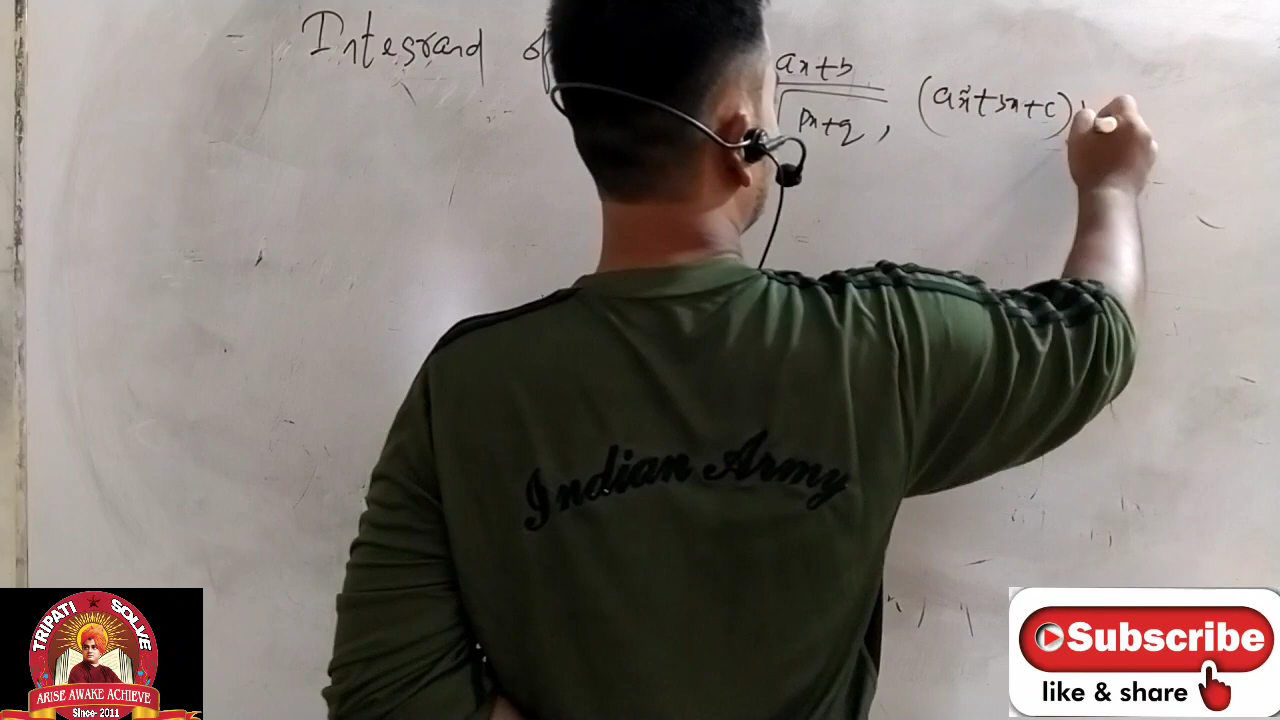 Integrand of
ax+b
√px+q, (ax²+bx+c)
Indian Army
TRIPATI ★ SOLVE
ARISE AWAKE ACHIEVE
Since- 2011
Subscribe
like & share